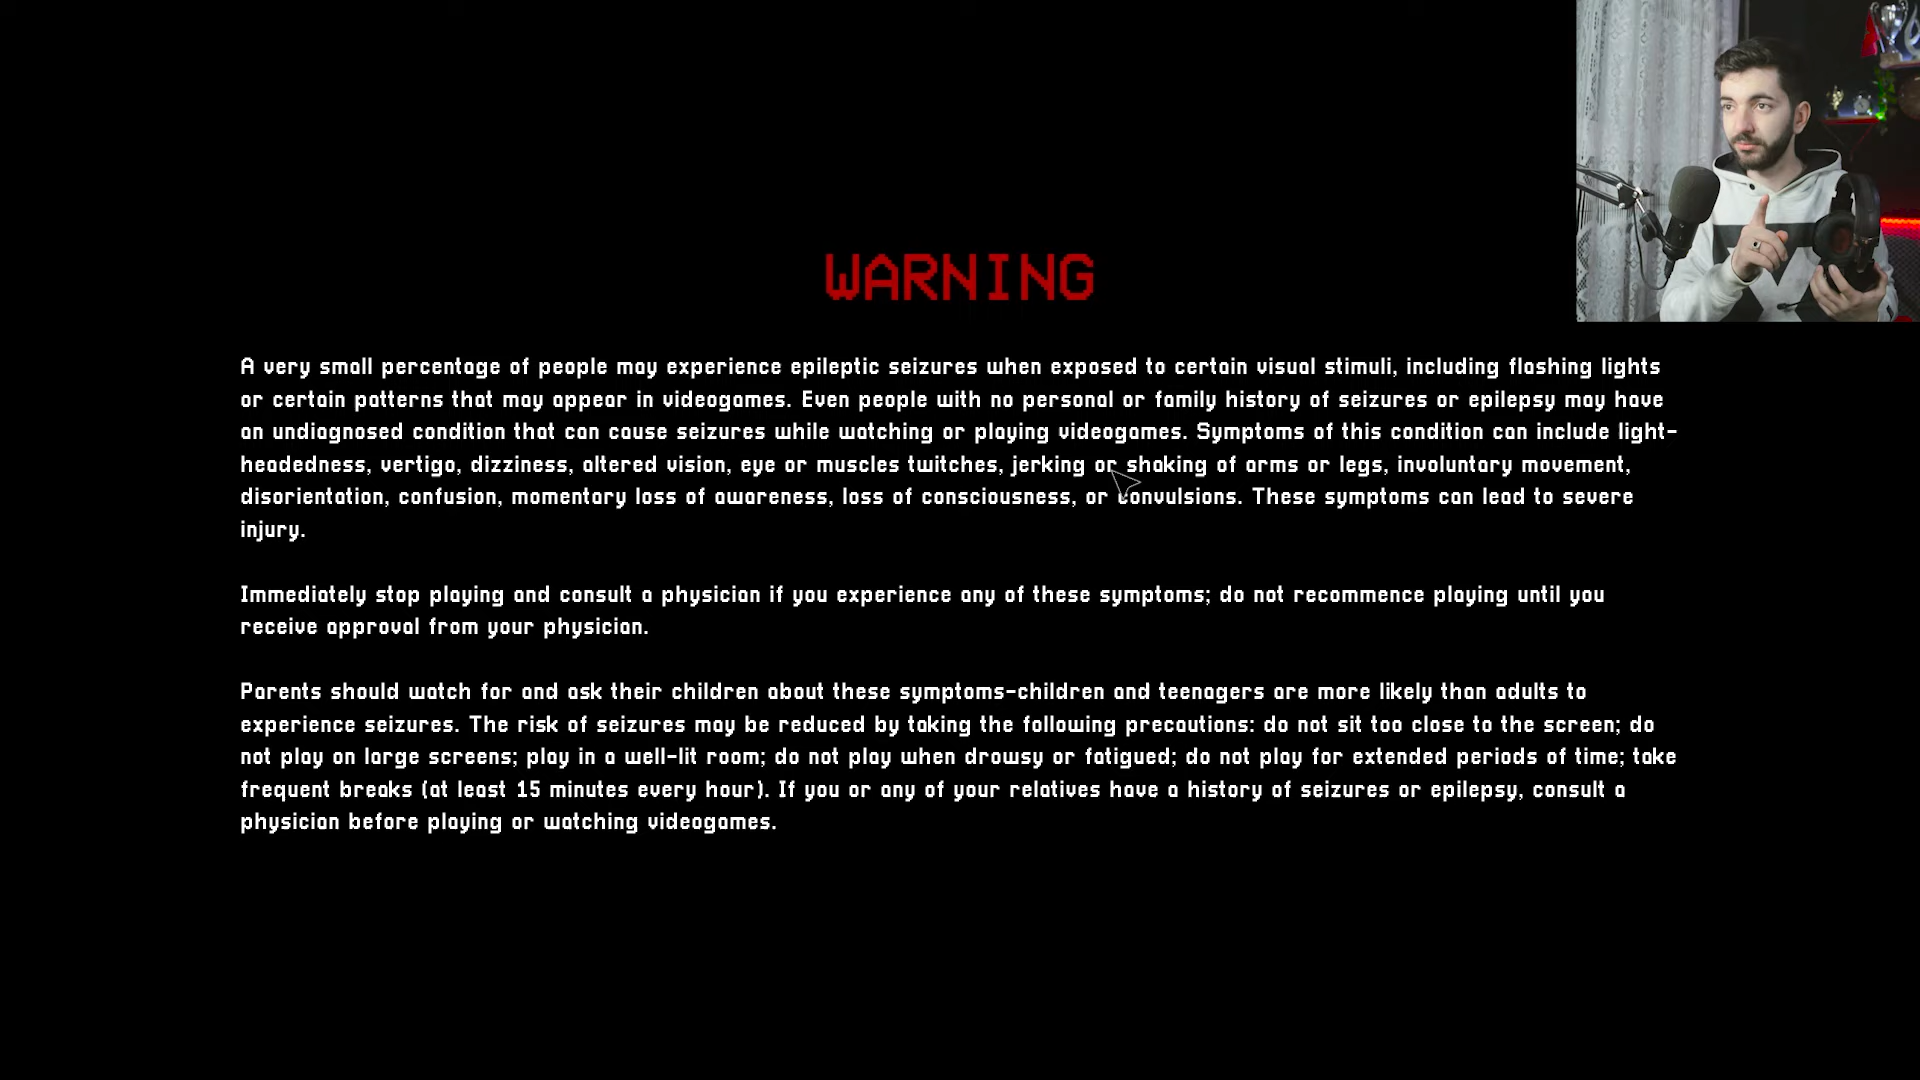 WARNING
A very small percentage of people may experience epileptic seizures when exposed to certain visual stimuli, including flashing lights
or certain patterns that may appear in videogames. Even people with no personal or family history of seizures or epilepsy may have
an undiagnosed condition that can cause seizures while watching or playing videogames. Symptoms of this condition can include light-
headedness, vertigo, dizziness, altered vision, eye or muscles twitches, jerking or shaking of arms or legs, involuntary movement,
disorientation, confusion, momentary loss of awareness, loss of consciousness, or convulsions. These symptoms can lead to severe
injury.
Immediately stop playing and consult a physician if you experience any of these symptoms; do not recommence playing until you
receive approval from your physician.
Parents should watch for and ask their children about these symptoms-children and teenagers are more likely than adults to
experience seizures. The risk of seizures may be reduced by taking the following precautions: do not sit too close to the screen; do
not play on large screens; play in a well-lit room; do not play when drowsy or fatigued; do not play for extended periods of time; take
frequent breaks (at least 15 minutes every hour). If you or any of your relatives have a history of seizures or epilepsy, consult a
physician before playing or watching videogames.